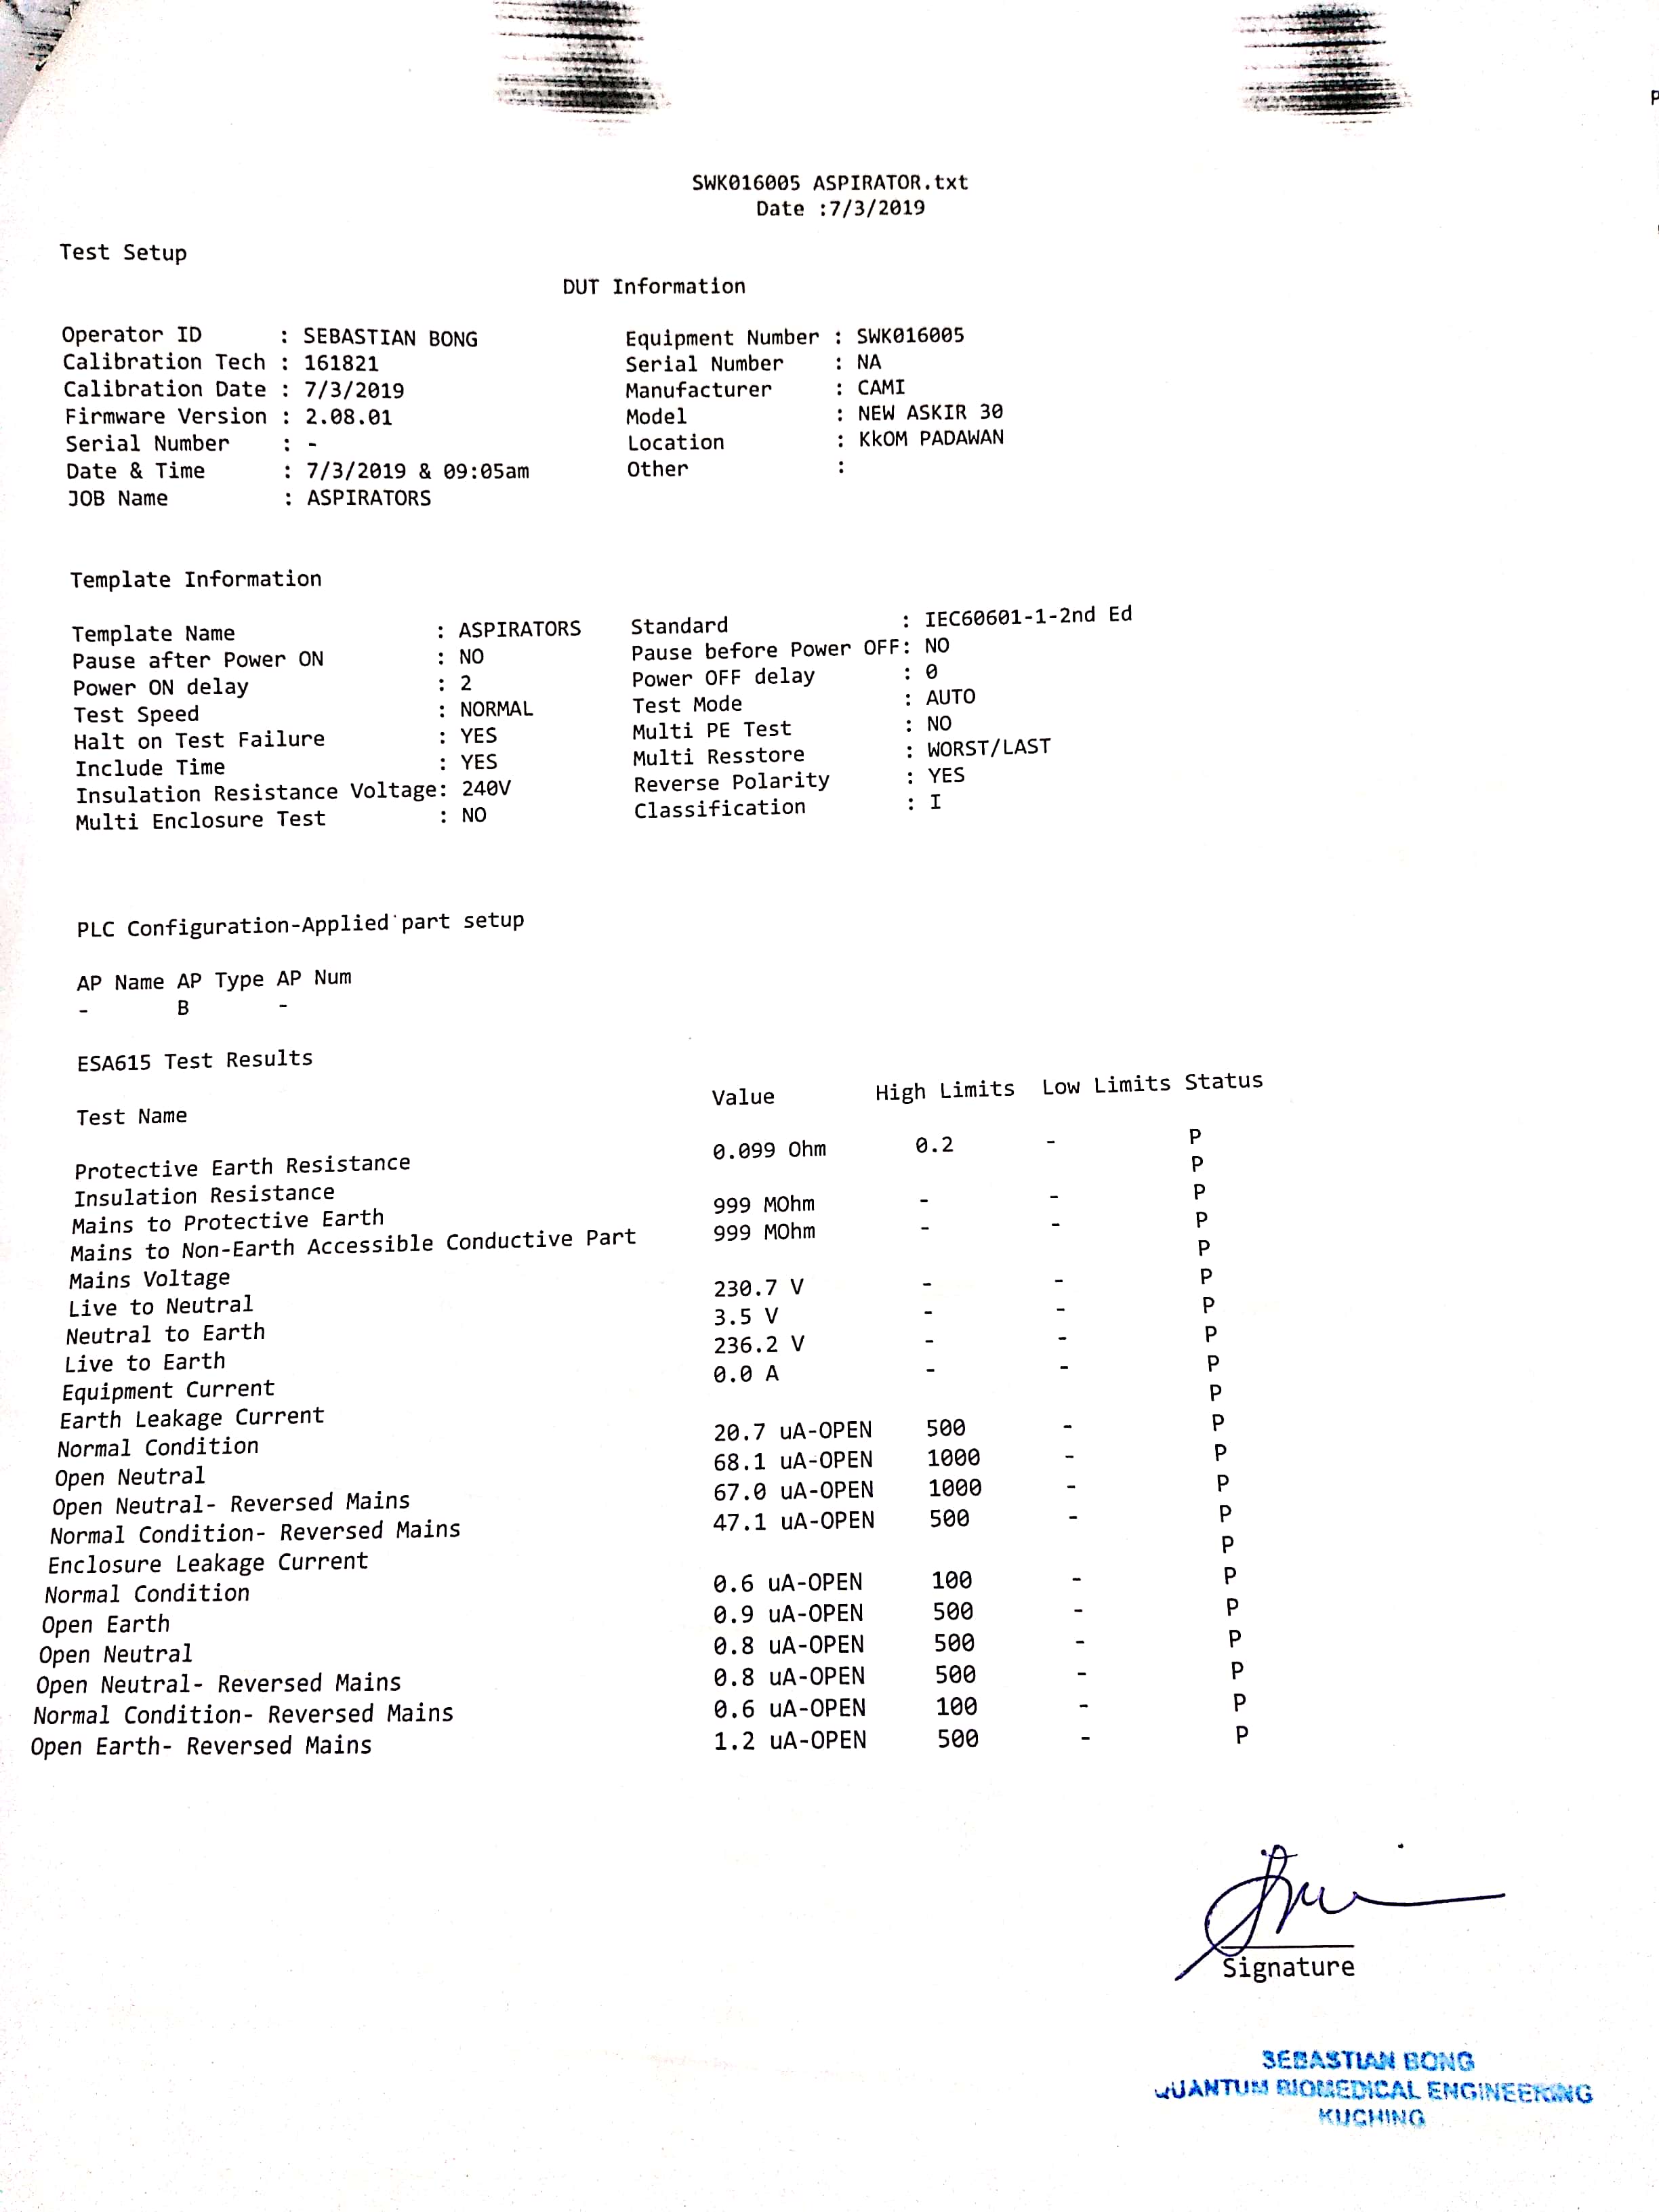 SWK016005 ASPIRATOR.txt
Date :7/3/2019
Test Setup
DUT Information
Operator ID : SEBASTIAN BONG Equipment Number : SWK016005
Calibration Tech : 161821 Serial Number : NA
Calibration Date : 7/3/2019 Manufacturer : CAMI
Firmware Version : 2.08.01 Model : NEW ASKIR 30
Serial Number : - Location : KkOM PADAWAN
Date & Time : 7/3/2019 & 09:05am Other :
JOB Name : ASPIRATORS
Template Information
Template Name : ASPIRATORS Standard : IEC60601-1-2nd Ed
Pause after Power ON : NO Pause before Power OFF: NO
Power ON delay : 2 Power OFF delay : 0
Test Speed : NORMAL Test Mode : AUTO
Halt on Test Failure : YES Multi PE Test : NO
Include Time : YES Multi Resstore : WORST/LAST
Insulation Resistance Voltage: 240V Reverse Polarity : YES
Multi Enclosure Test : NO Classification : I
PLC Configuration-Applied part setup
AP Name AP Type AP Num
- B -
ESA615 Test Results
Test Name Value High Limits Low Limits Status
Protective Earth Resistance 0.099 Ohm 0.2 - P
Insulation Resistance P
Mains to Protective Earth 999 MOhm - - P
Mains to Non-Earth Accessible Conductive Part 999 MOhm - - P
Mains Voltage P
Live to Neutral 230.7 V - - P
Neutral to Earth 3.5 V - - P
Live to Earth 236.2 V - - P
Equipment Current 0.0 A - - P
Earth Leakage Current P
Normal Condition 20.7 uA-OPEN 500 - P
Open Neutral 68.1 uA-OPEN 1000 - P
Open Neutral- Reversed Mains 67.0 uA-OPEN 1000 - P
Normal Condition- Reversed Mains 47.1 uA-OPEN 500 - P
Enclosure Leakage Current P
Normal Condition 0.6 uA-OPEN 100 - P
Open Earth 0.9 uA-OPEN 500 - P
Open Neutral 0.8 uA-OPEN 500 - P
Open Neutral- Reversed Mains 0.8 uA-OPEN 500 - P
Normal Condition- Reversed Mains 0.6 uA-OPEN 100 - P
Open Earth- Reversed Mains 1.2 uA-OPEN 500 - P
Signature
SEBASTIAN BONG
QUANTUM BIOMEDICAL ENGINEERING
KUCHING